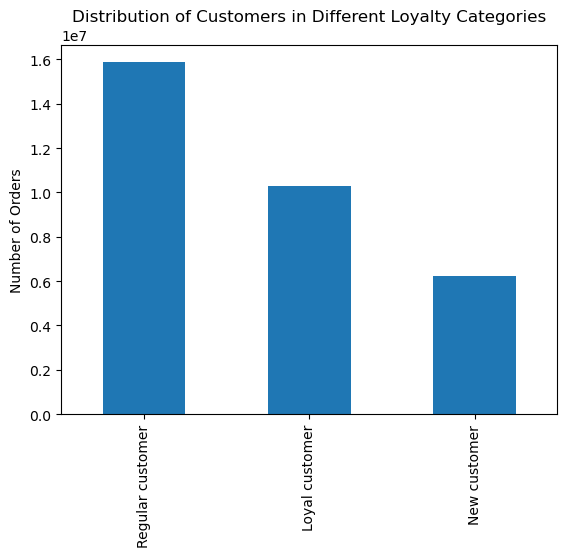 Distribution of Customers in Different Loyalty Categories
1e7
1.6
1.4
1.2
1.0
0.8
0.6
0.4
0.2
0.0
Number of Orders
Regular customer
Loyal customer
New customer